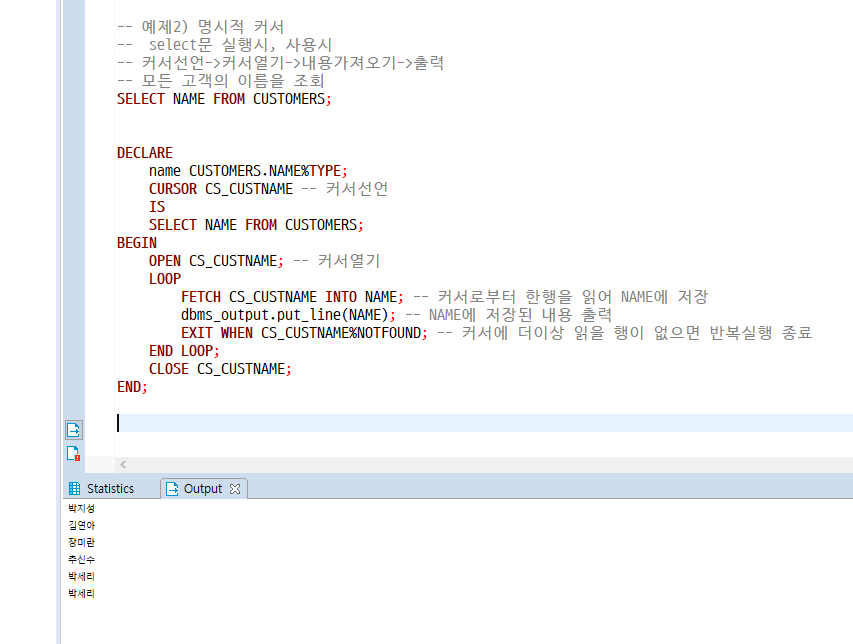 -- 예제2) 명시적 커서
--  select문 실행시, 사용시
-- 커서선언->커서열기->내용가져오기->출력
-- 모든 고객의 이름을 조회
SELECT NAME FROM CUSTOMERS;
DECLARE
    name CUSTOMERS.NAME%TYPE;
    CURSOR CS_CUSTNAME -- 커서선언
    IS
    SELECT NAME FROM CUSTOMERS;
BEGIN
    OPEN CS_CUSTNAME; -- 커서열기
    LOOP
        FETCH CS_CUSTNAME INTO NAME; -- 커서로부터 한행을 읽어 NAME에 저장
        dbms_output.put_line(NAME); -- NAME에 저장된 내용 출력
        EXIT WHEN CS_CUSTNAME%NOTFOUND; -- 커서에 더이상 읽을 행이 없으면 반복실행 종료
    END LOOP;
    CLOSE CS_CUSTNAME;
END;
Statistics Output
박지성
김연아
장미란
추신수
박세리
박세리